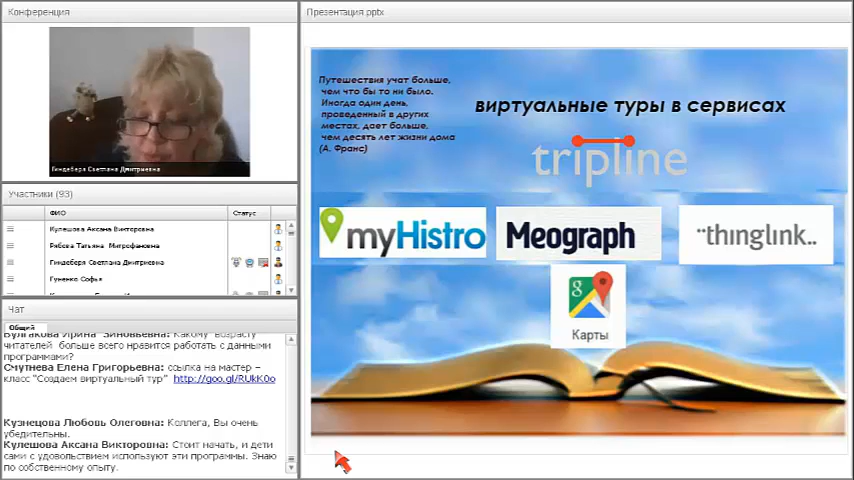 Конференция
Гиндеберя Светлана Дмитриевна
Участники (93)
ФИО
Статус
Кулешова Аксана Викторовна
Рябова Татьяна Митрофановна
Гиндеберя Светлана Дмитриевна
Гуненко Софья
Чат
Общий
Булгакова Ирина Зиновьевна: Какому возрасту
читателей больше всего нравится работать с данными
программами?
Смутнева Елена Григорьевна: ссылка на мастер –
класс "Создаем виртуальный тур" http://goo.gl/RUkK0o
Кузнецова Любовь Олеговна: Коллега, Вы очень
убедительны.
Кулешова Аксана Викторовна: Стоит начать, и дети
сами с удовольствием используют эти программы. Знаю
по собственному опыту.
Презентация pptx
Путешествия учат больше,
чем что бы то ни было.
Иногда один день,
проведенный в других
местах, дает больше,
чем десять лет жизни дома
(А. Франс)
виртуальные туры в сервисах
tripline
myHistro
Meograph
¨thinglink..
g
Карты